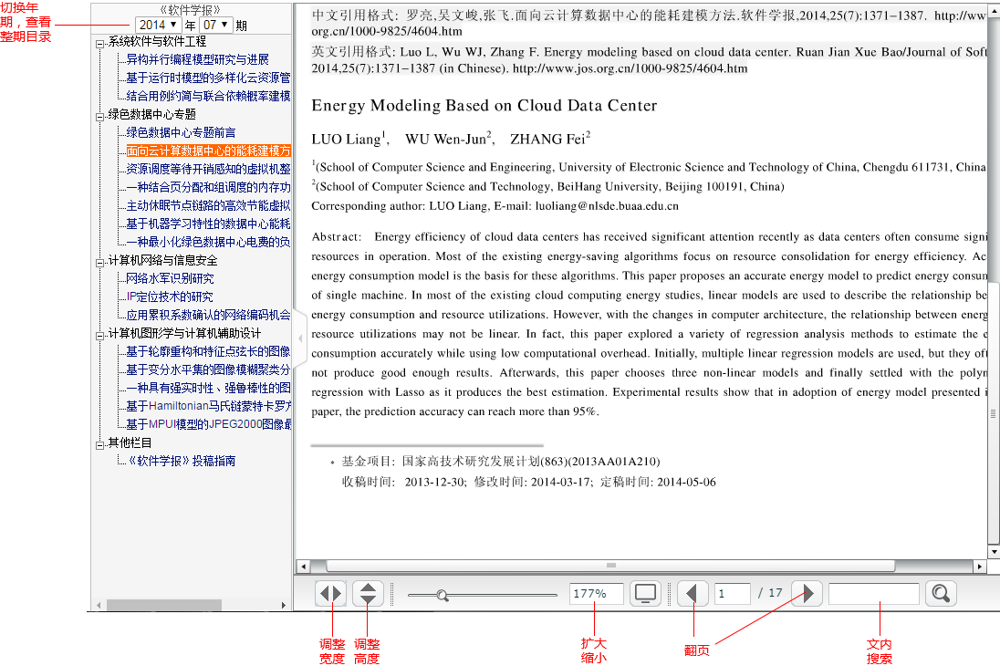 切换年
期，查看
整期目录
《软件学报》
2014 年 07 期
系统软件与软件工程
异构并行编程模型研究与进展
基于运行时模型的多样化云资源管
结合用例约简与联合依赖概率建模
绿色数据中心专题
绿色数据中心专题前言
面向云计算数据中心的能耗建模方
资源调度等待开销感知的虚拟机整
一种结合页分配和组调度的内存功
主动休眠节点链路的高效节能虚拟
基于机器学习特性的数据中心能耗
一种最小化绿色数据中心电费的负
计算机网络与信息安全
网络水军识别研究
IP定位技术的研究
应用累积系数确认的网络编码机会
计算机图形学与计算机辅助设计
基于轮廓重构和特征点弦长的图像
基于变分水平集的图像模糊聚类分
一种具有强实时性、强鲁棒性的图
基于Hamiltonian马氏链蒙特卡罗方
基于MPUI模型的JPEG2000图像最
其他栏目
《软件学报》投稿指南
中文引用格式: 罗亮,吴文峻,张飞.面向云计算数据中心的能耗建模方法.软件学报,2014,25(7):1371−1387. http://ww
org.cn/1000-9825/4604.htm
英文引用格式: Luo L, Wu WJ, Zhang F. Energy modeling based on cloud data center. Ruan Jian Xue Bao/Journal of Soft
2014,25(7):1371−1387 (in Chinese). http://www.jos.org.cn/1000-9825/4604.htm
Energy Modeling Based on Cloud Data Center
LUO Liang1, WU Wen-Jun2, ZHANG Fei2
1(School of Computer Science and Engineering, University of Electronic Science and Technology of China, Chengdu 611731, China
2(School of Computer Science and Technology, BeiHang University, Beijing 100191, China)
Corresponding author: LUO Liang, E-mail: luoliang@nlsde.buaa.edu.cn
Abstract: Energy efficiency of cloud data centers has received significant attention recently as data centers often consume signi
resources in operation. Most of the existing energy-saving algorithms focus on resource consolidation for energy efficiency. Ac
energy consumption model is the basis for these algorithms. This paper proposes an accurate energy model to predict energy consum
of single machine. In most of the existing cloud computing energy studies, linear models are used to describe the relationship be
energy consumption and resource utilizations. However, with the changes in computer architecture, the relationship between energ
resource utilizations may not be linear. In fact, this paper explored a variety of regression analysis methods to estimate the e
consumption accurately while using low computational overhead. Initially, multiple linear regression models are used, but they oft
not produce good enough results. Afterwards, this paper chooses three non-linear models and finally settled with the polyn
regression with Lasso as it produces the best estimation. Experimental results show that in adoption of energy model presented i
paper, the prediction accuracy can reach more than 95%.
* 基金项目: 国家高技术研究发展计划(863)(2013AA01A210)
收稿时间: 2013-12-30; 修改时间: 2014-03-17; 定稿时间: 2014-05-06
177% 1 / 17
调整
宽度
调整
高度
扩大
缩小
翻页
文内
搜索